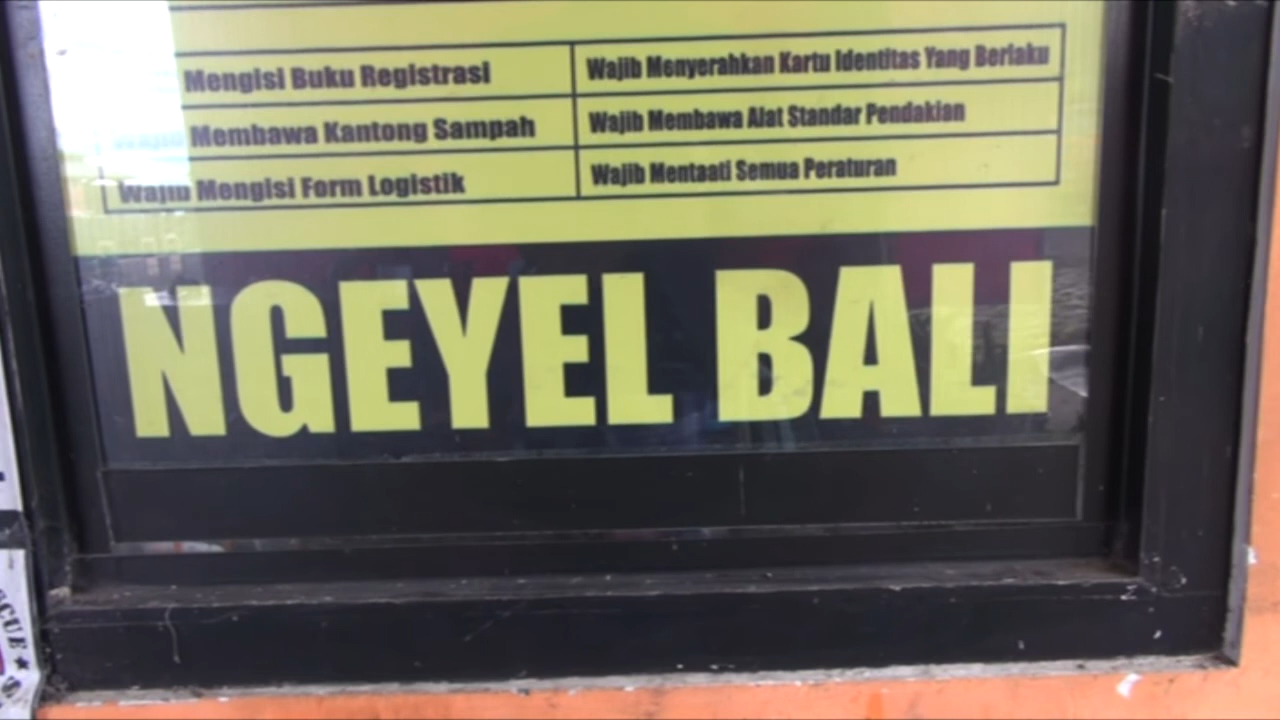 Mengisi Buku Registrasi
Wajib Menyerahkan Kartu Identitas Yang Berlaku
Wajib Membawa Kantong Sampah
Wajib Membawa Alat Standar Pendakian
Wajib Mengisi Form Logistik
Wajib Mentaati Semua Peraturan
NGEYEL BALI